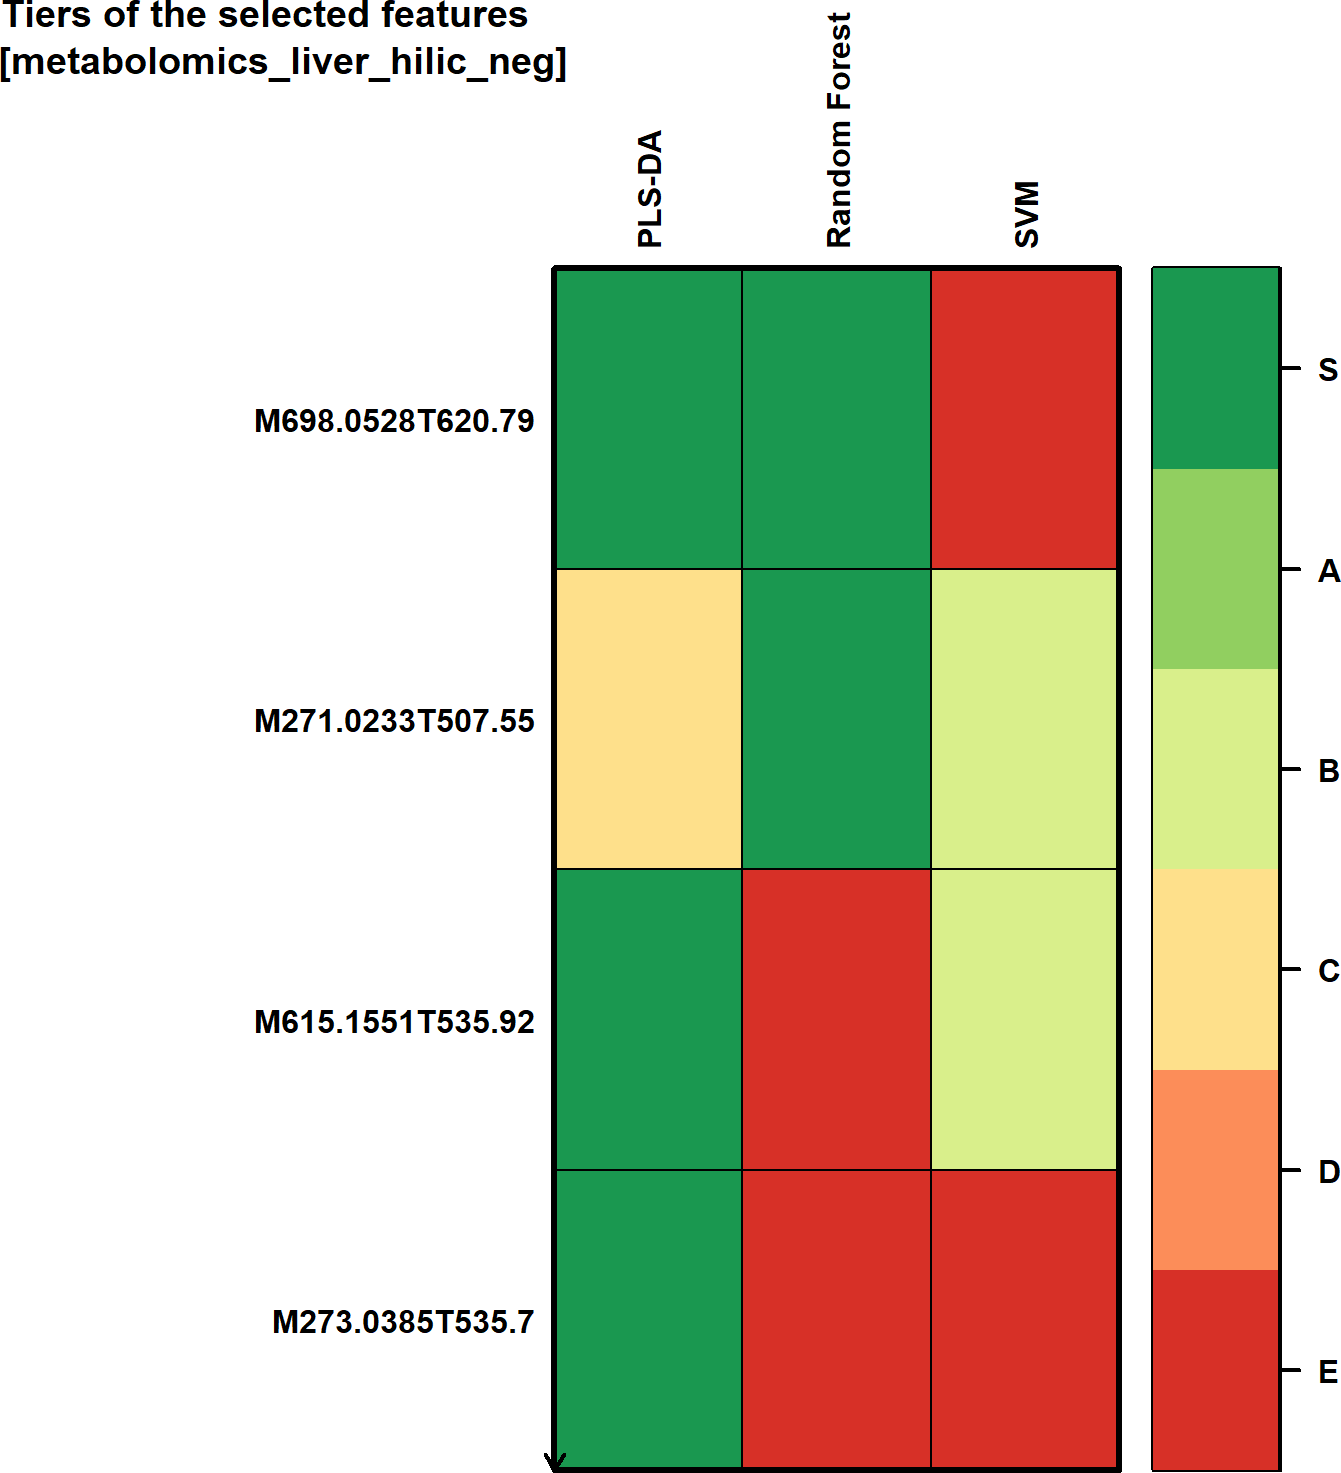 Tiers of the selected features
[metabolomics_liver_hilic_neg]
PLS-DA
Random Forest
SVM
M698.0528T620.79
M271.0233T507.55
M615.1551T535.92
M273.0385T535.7
S
A
B
C
D
E